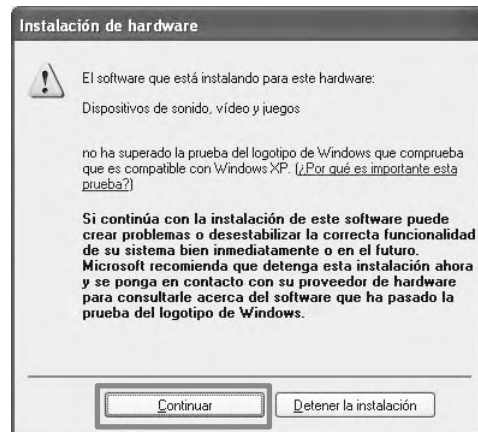 Instalación de hardware
El software que está instalando para este hardware:
Dispositivos de sonido, vídeo y juegos
no ha superado la prueba del logotipo de Windows que comprueba
que es compatible con Windows XP. (¿Por qué es importante esta
prueba?)
Si continúa con la instalación de este software puede
crear problemas o desestabilizar la correcta funcionalidad
de su sistema bien inmediatamente o en el futuro.
Microsoft recomienda que detenga esta instalación ahora
y se ponga en contacto con su proveedor de hardware
para consultarle acerca del software que ha pasado la
prueba del logotipo de Windows.
Continuar Detener la instalación